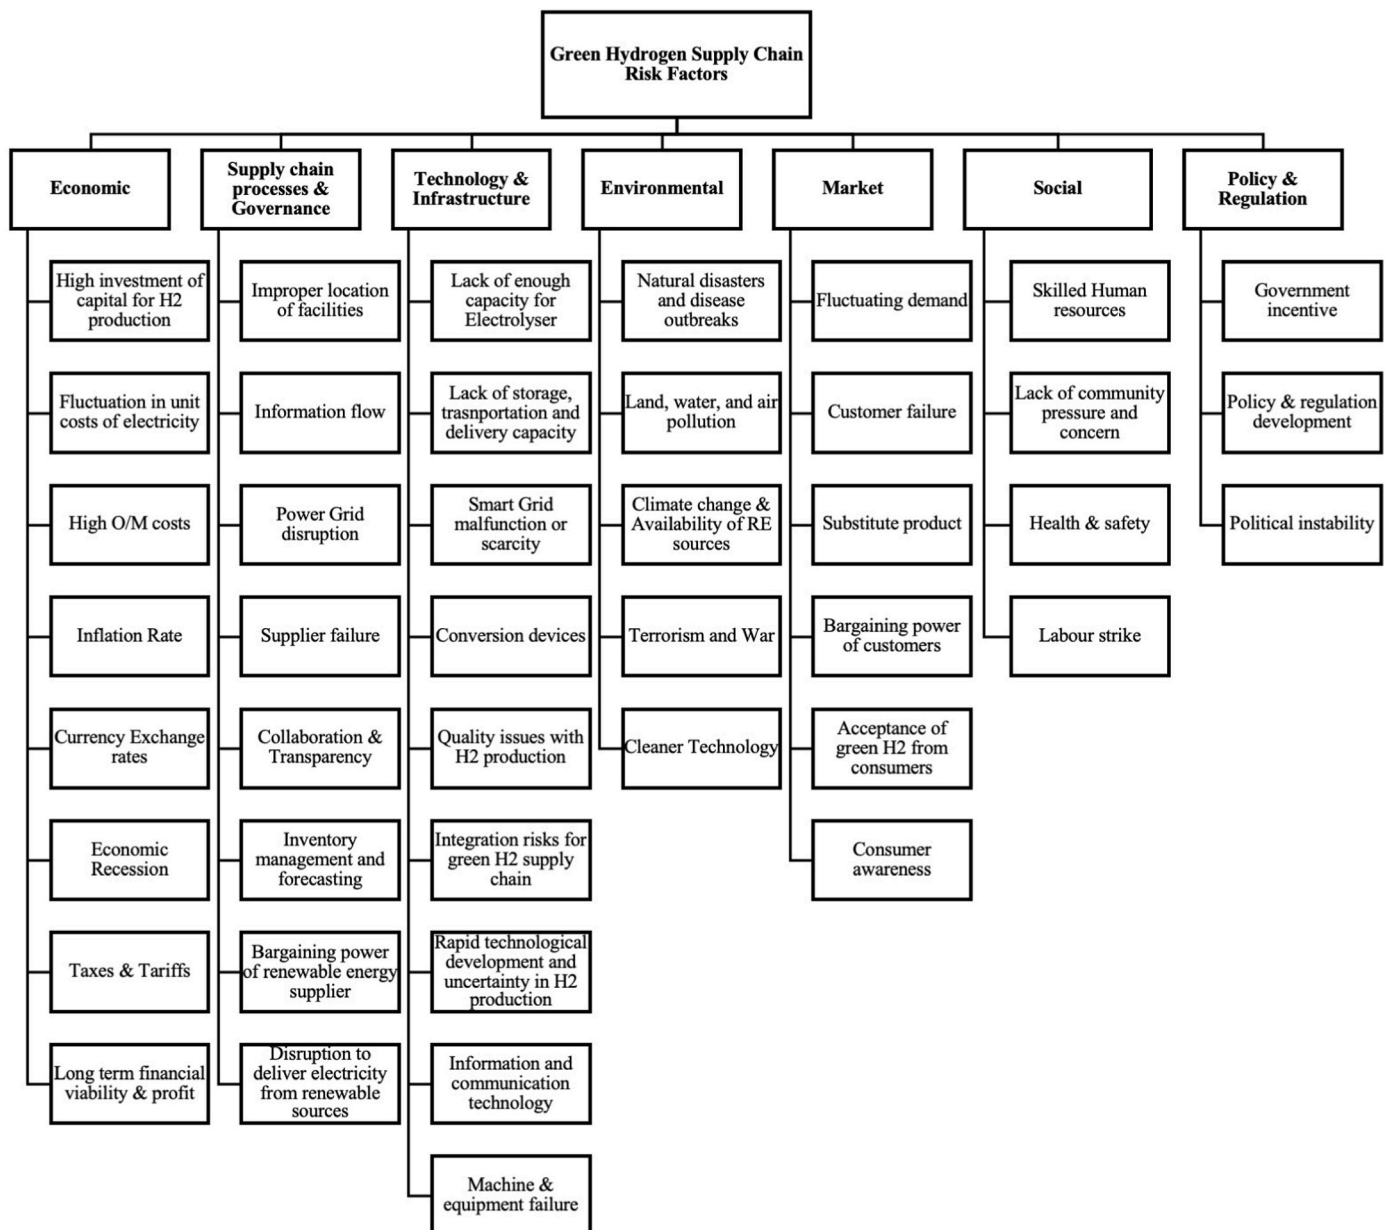 Green Hydrogen Supply Chain
Risk Factors
Economic
Supply chain
processes &
Governance
Technology &
Infrastructure
Environmental
Market
Social
Policy &
Regulation
High investment of
capital for H2
production
Fluctuation in unit
costs of electricity
High O/M costs
Inflation Rate
Currency Exchange
rates
Economic
Recession
Taxes & Tariffs
Long term financial
viability & profit
Improper location
of facilities
Information flow
Power Grid
disruption
Supplier failure
Collaboration &
Transparency
Inventory
management and
forecasting
Bargaining power
of renewable energy
supplier
Disruption to
deliver electricity
from renewable
sources
Lack of enough
capacity for
Electrolyser
Lack of storage,
trasnportation and
delivery capacity
Smart Grid
malfunction or
scarcity
Conversion devices
Quality issues with
H2 production
Integration risks for
green H2 supply
chain
Rapid technological
development and
uncertainty in H2
production
Information and
communication
technology
Machine &
equipment failure
Natural disasters
and disease
outbreaks
Land, water, and air
pollution
Climate change &
Availability of RE
sources
Terrorism and War
Cleaner Technology
Fluctuating demand
Customer failure
Substitute product
Bargaining power
of customers
Acceptance of
green H2 from
consumers
Consumer
awareness
Skilled Human
resources
Lack of community
pressure and
concern
Health & safety
Labour strike
Government
incentive
Policy & regulation
development
Political instability